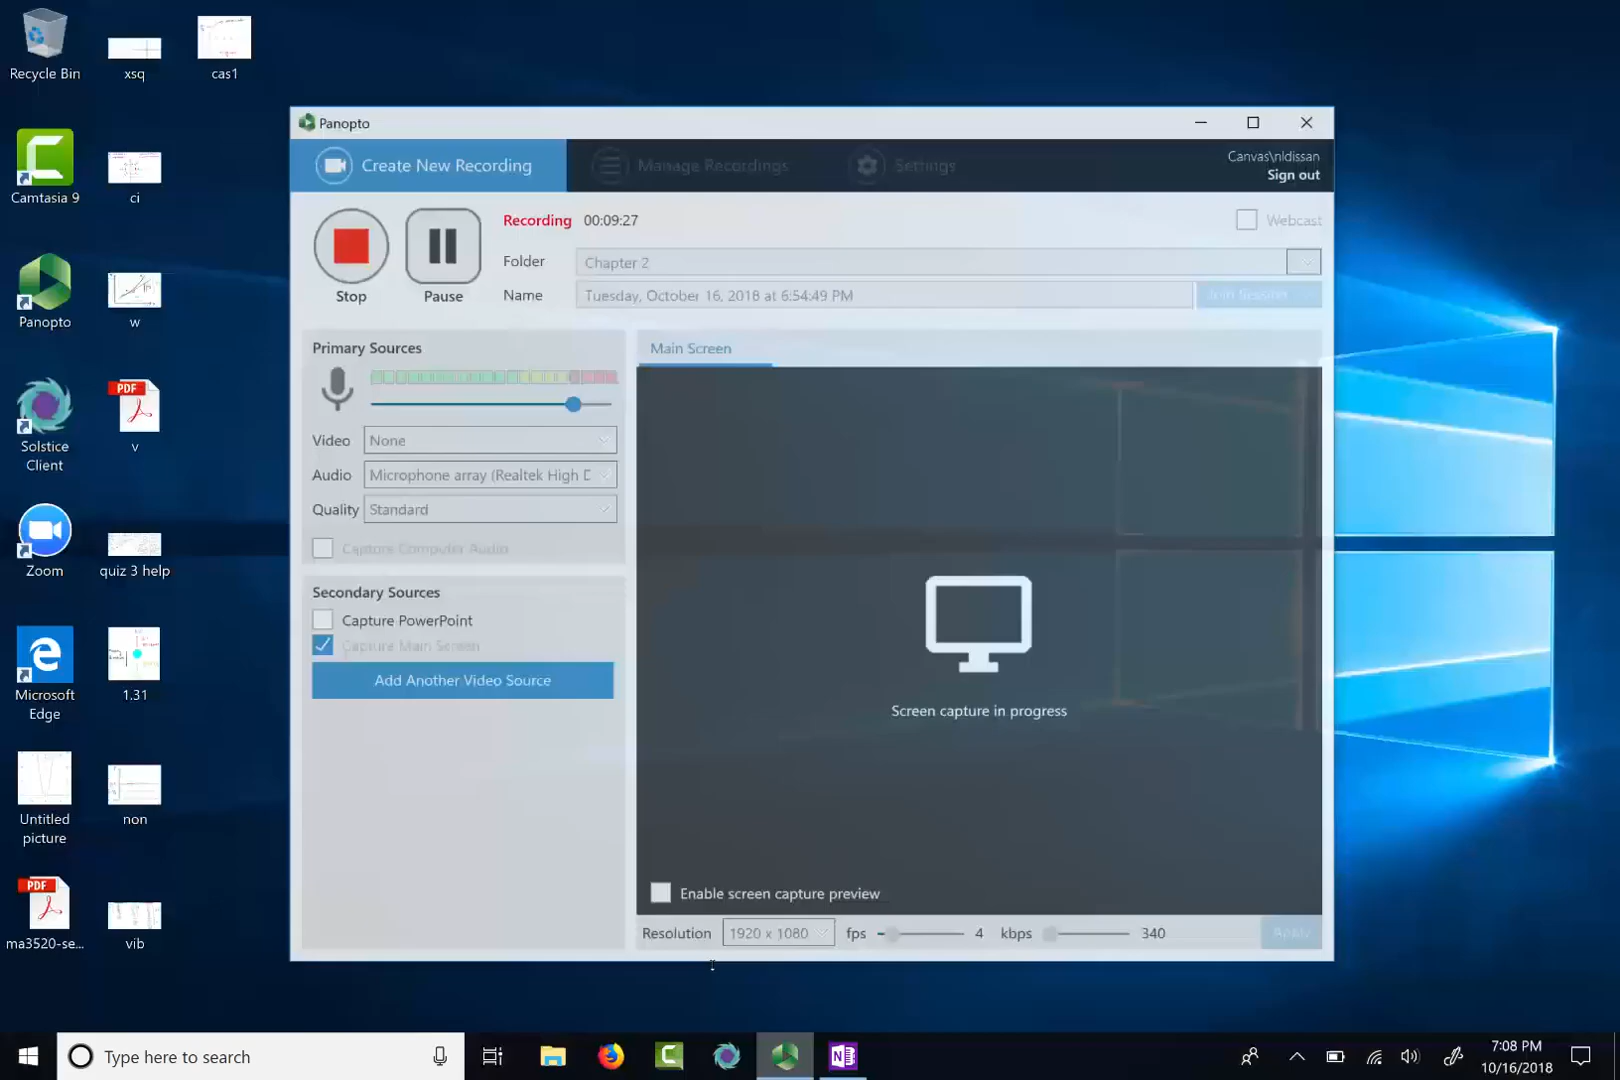 Recycle Bin
xsq
cas1
Camtasia 9
ci
Panopto
w
PDF
Solstice
Client
v
Zoom
quiz 3 help
Microsoft
Edge
1.31
Untitled
picture
non
PDF
ma3520-se...
vib
Panopto
Create New Recording
Manage Recordings
Settings
Canvas\nldissan
Sign out
Stop
Pause
Recording 00:09:27
Webcast
Folder Chapter 2
Name Tuesday, October 16, 2018 at 6:54:49 PM
Join Session
Primary Sources
Video None
Audio Microphone array (Realtek High D
Quality Standard
Capture Computer Audio
Secondary Sources
Capture PowerPoint
Capture Main Screen
Add Another Video Source
Main Screen
Screen capture in progress
Enable screen capture preview
Resolution 1920 x 1080 fps 4 kbps 340
Apply
Type here to search
7:08 PM
10/16/2018